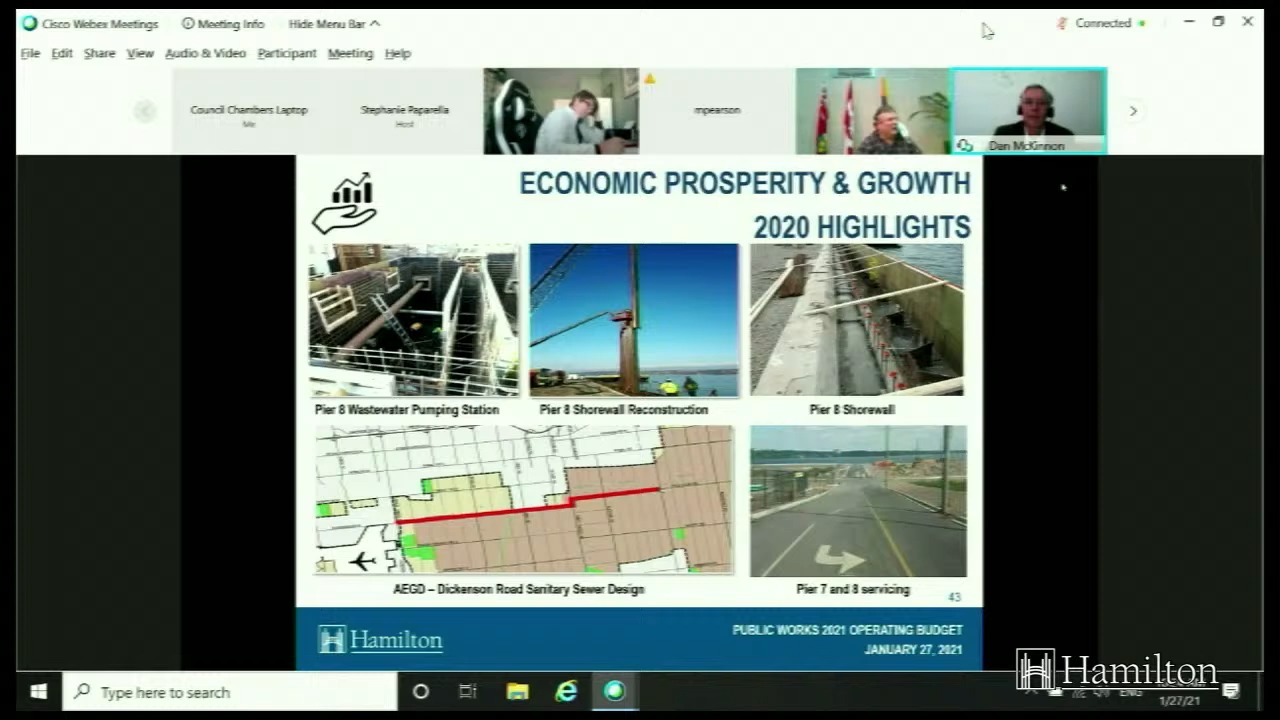 Cisco Webex Meetings Meeting Info Hide Menu Bar Connected
File Edit Share View Audio & Video Participant Meeting Help
Council Chambers Laptop
Me
Stephanie Paparella
Host
mpearson
Dan McKinnon
ECONOMIC PROSPERITY & GROWTH
2020 HIGHLIGHTS
Pier 8 Wastewater Pumping Station
Pier 8 Shorewall Reconstruction
Pier 8 Shorewall
AEGD – Dickenson Road Sanitary Sewer Design
Pier 7 and 8 servicing
43
Hamilton
PUBLIC WORKS 2021 OPERATING BUDGET
JANUARY 27, 2021
Hamilton
Type here to search
ENG
1/27/21